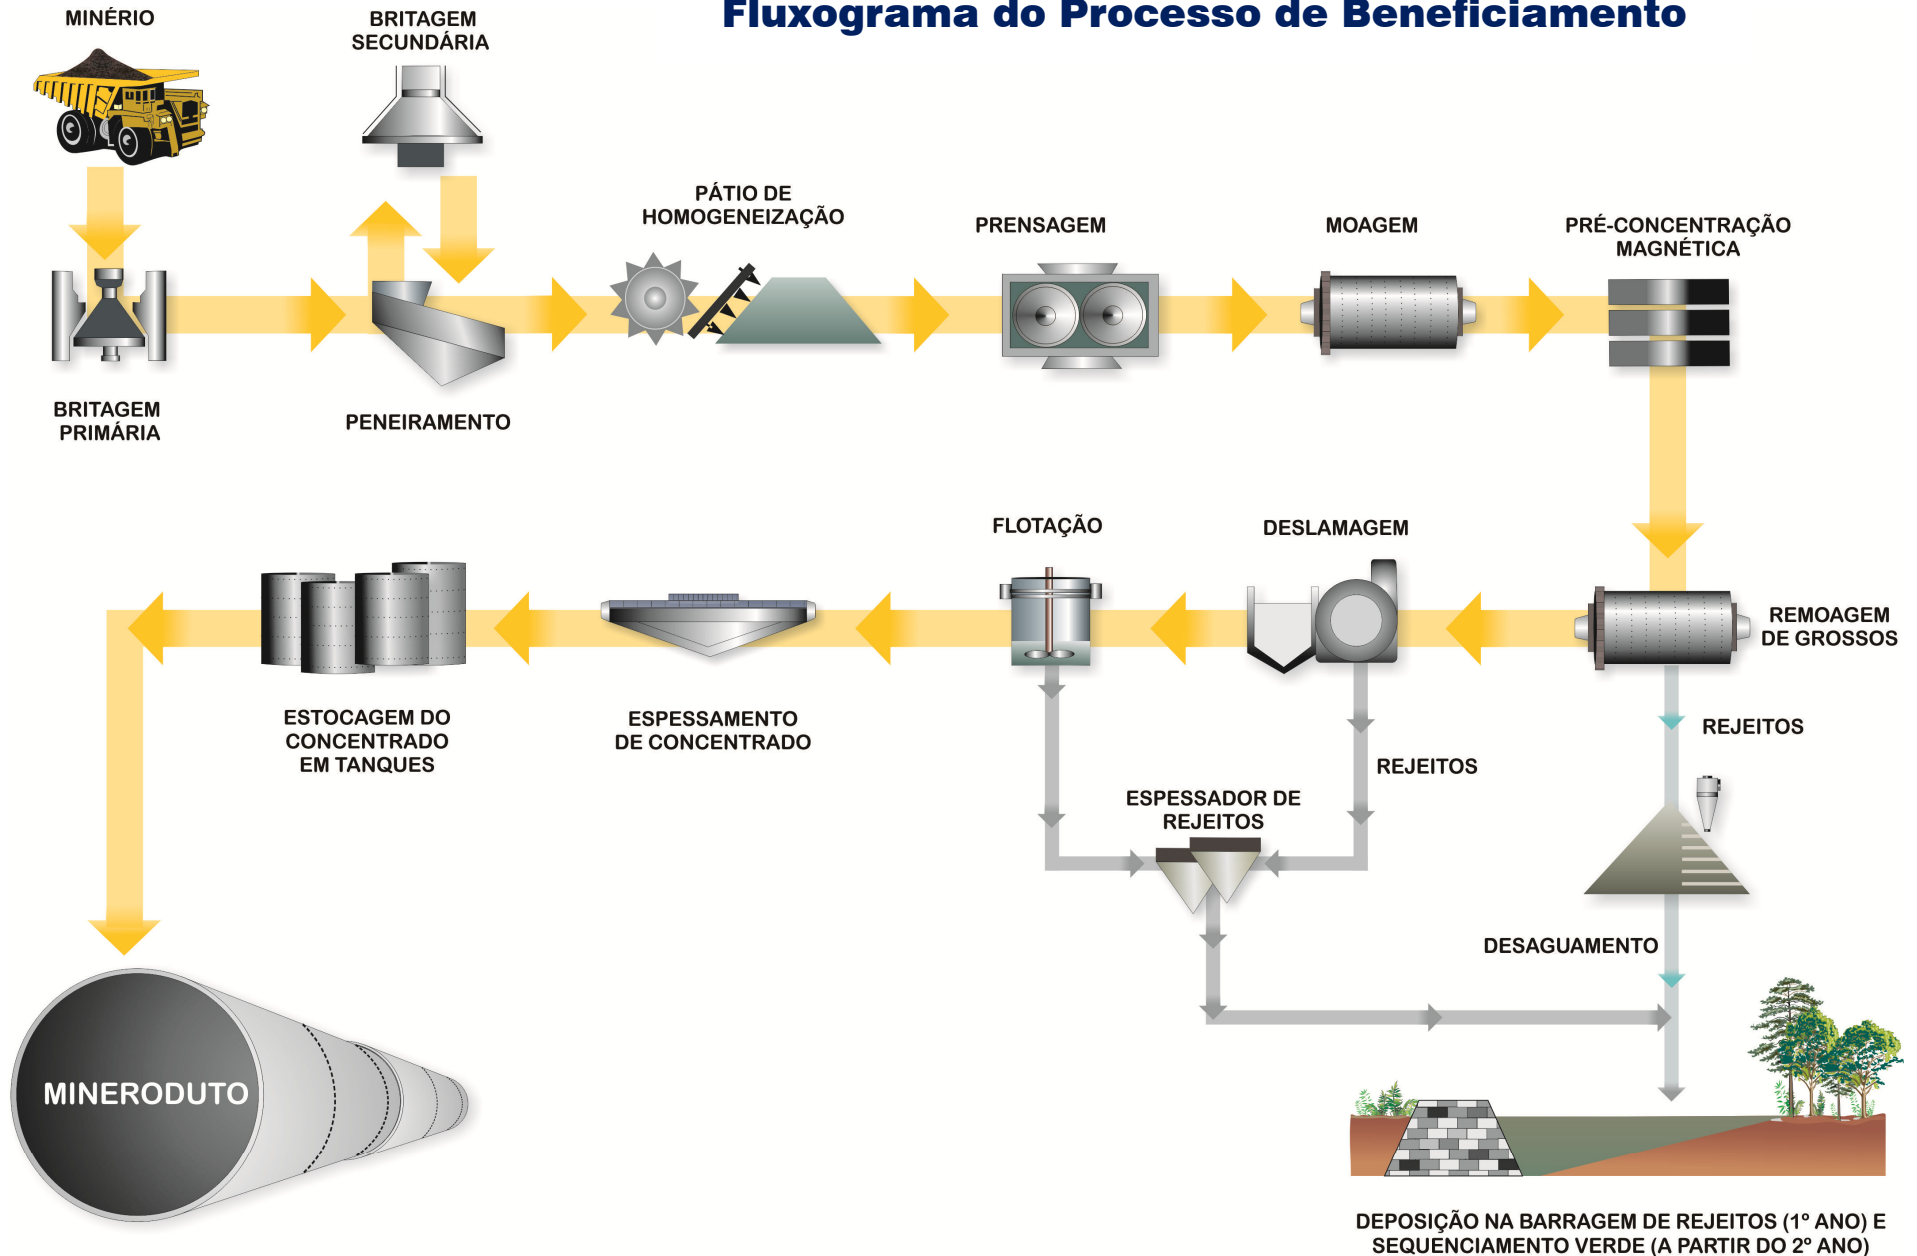 Fluxograma do Processo de Beneficiamento
MINÉRIO
BRITAGEM
SECUNDÁRIA
PÁTIO DE
HOMOGENEIZAÇÃO
PRENSAGEM
MOAGEM
PRÉ-CONCENTRAÇÃO
MAGNÉTICA
BRITAGEM
PRIMÁRIA
PENEIRAMENTO
FLOTAÇÃO
DESLAMAGEM
REMOAGEM
DE GROSSOS
ESTOCAGEM DO
CONCENTRADO
EM TANQUES
ESPESSAMENTO
DE CONCENTRADO
REJEITOS
REJEITOS
ESPESSADOR DE
REJEITOS
DESAGUAMENTO
MINERODUTO
DEPOSIÇÃO NA BARRAGEM DE REJEITOS (1º ANO) E
SEQUENCIAMENTO VERDE (A PARTIR DO 2º ANO)